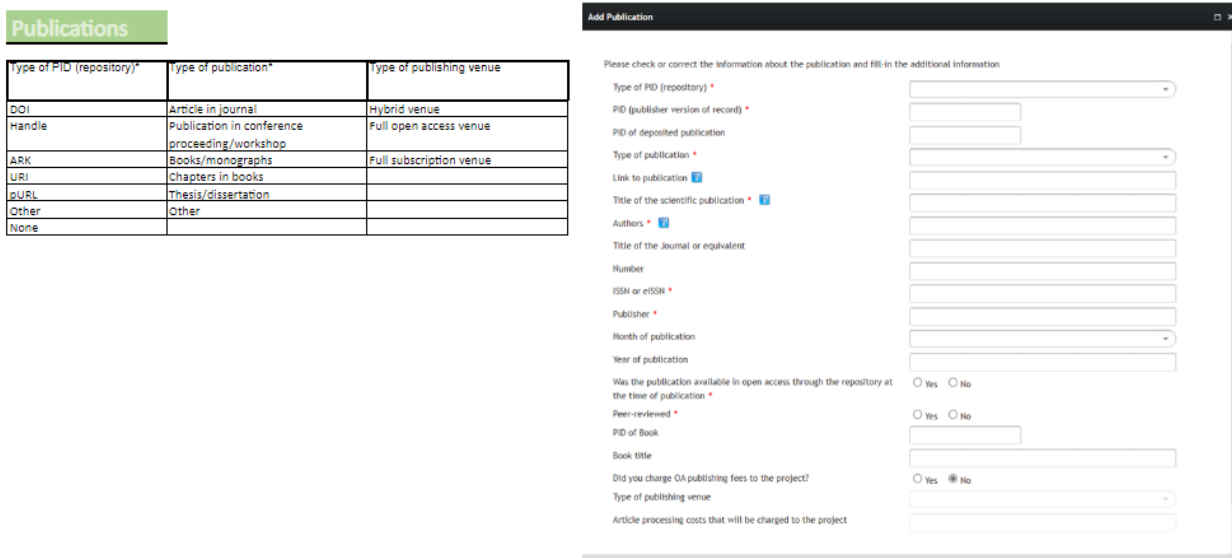 Publications
Type of PID (repository)* Type of publication* Type of publishing venue
DOI Article in journal Hybrid venue
Handle Publication in conference Full open access venue
proceeding/workshop
ARK Books/monographs Full subscription venue
URI Chapters in books
pURL Thesis/dissertation
Other Other
None
Add Publication
Please check or correct the information about the publication and fill-in the additional information
Type of PID (repository) *
PID (publisher version of record) *
PID of deposited publication
Type of publication *
Link to publication
Title of the scientific publication *
Authors *
Title of the Journal or equivalent
Number
ISSN or eISSN *
Publisher *
Month of publication
Year of publication
Was the publication available in open access through the repository at Yes No
the time of publication *
Peer-reviewed * Yes No
PID of Book
Book title
Did you charge OA publishing fees to the project? Yes No
Type of publishing venue
Article processing costs that will be charged to the project